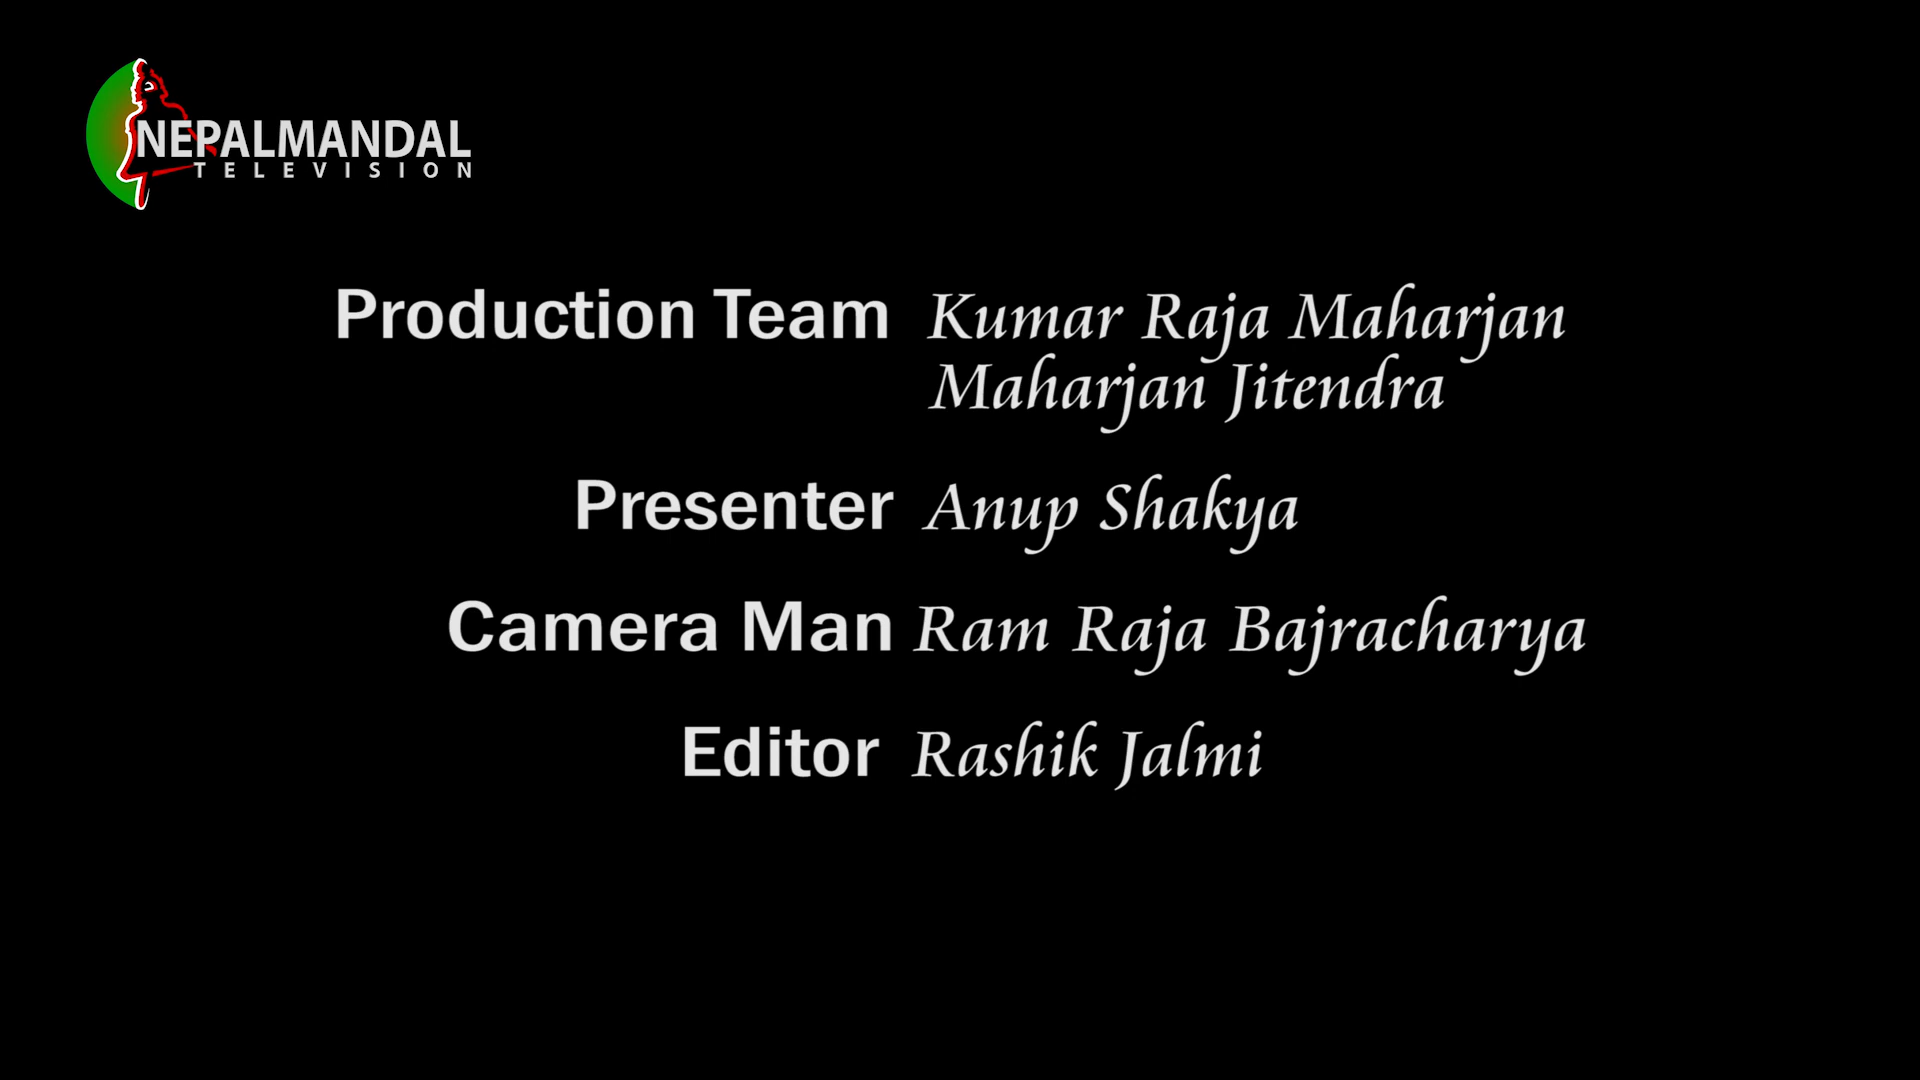 NEPALMANDAL
TELEVISION
Production Team Kumar Raja Maharjan
Maharjan Jitendra
Presenter Anup Shakya
Camera Man Ram Raja Bajracharya
Editor Rashik Jalmi